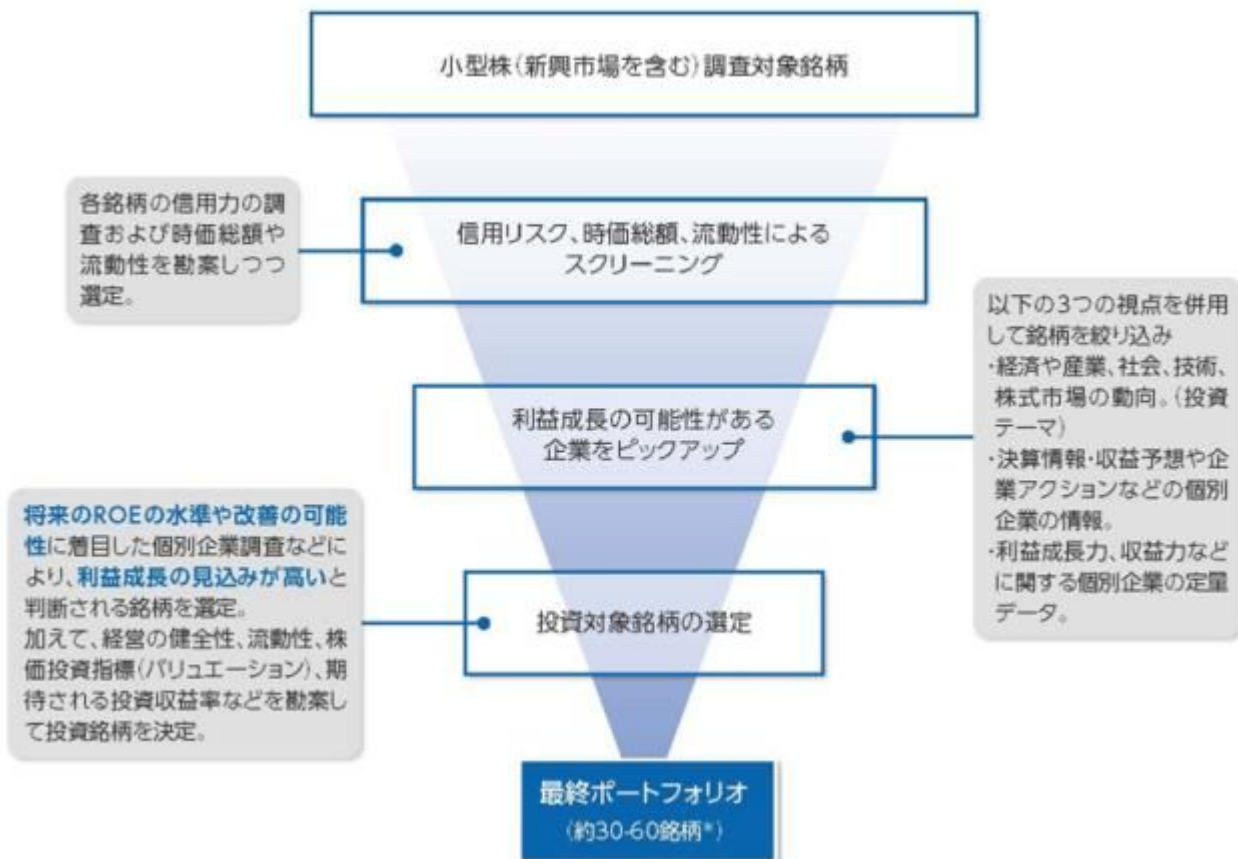 小型株(新興市場を含む)調査対象銘柄
各銘柄の信用力の調
査および時価総額や
流動性を勘案しつつ
選定。
信用リスク、時価総額、流動性による
スクリーニング
以下の3つの視点を併用
して銘柄を絞り込み
・経済や産業、社会、技術、
株式市場の動向。(投資
テーマ)
・決算情報・収益予想や企
業アクションなどの個別
企業の情報。
・利益成長力、収益力など
に関する個別企業の定量
データ。
利益成長の可能性がある
企業をピックアップ
将来のROEの水準や改善の可能
性に着目した個別企業調査などに
より、利益成長の見込みが高いと
判断される銘柄を選定。
加えて、経営の健全性、流動性、株
価投資指標(バリュエーション)、期
待される投資収益率などを勘案し
て投資銘柄を決定。
投資対象銘柄の選定
最終ポートフォリオ
(約30-60銘柄*)